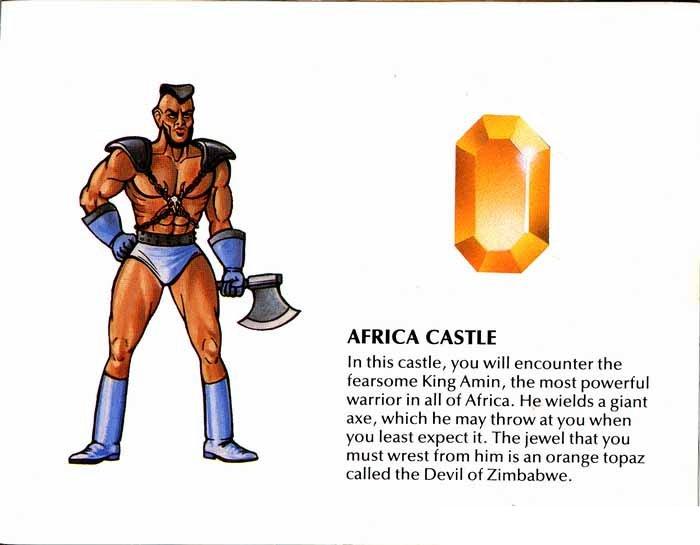 AFRICA CASTLE
In this castle, you will encounter the
fearsome King Amin, the most powerful
warrior in all of Africa. He wields a giant
axe, which he may throw at you when
you least expect it. The jewel that you
must wrest from him is an orange topaz
called the Devil of Zimbabwe.